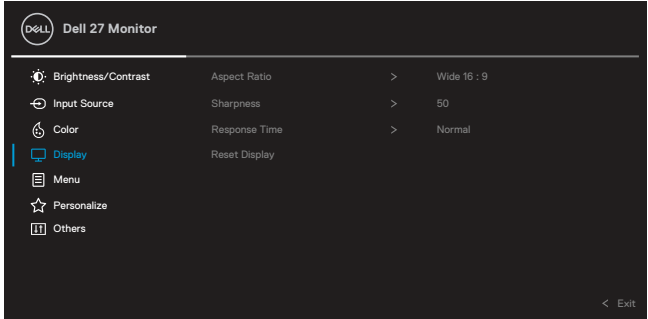 DELL Dell 27 Monitor
Brightness/Contrast Aspect Ratio > Wide 16 : 9
Input Source Sharpness > 50
Color Response Time > Normal
Display Reset Display
Menu
Personalize
Others
< Exit